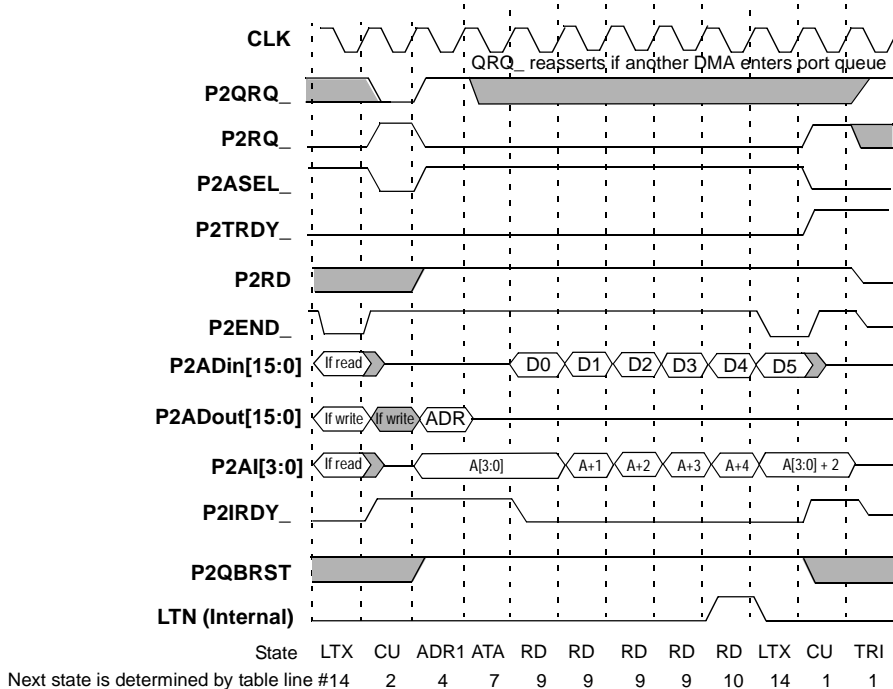 CLK
QRQ_ reasserts if another DMA enters port queue
P2QRQ_
P2RQ_
P2ASEL_
P2TRDY_
P2RD
P2END_
P2ADin[15:0] If read D0 D1 D2 D3 D4 D5
P2ADout[15:0] If write If write ADR
P2AI[3:0] If read A[3:0] A+1 A+2 A+3 A+4 A[3:0] + 2
P2IRDY_
P2QBRST
LTN (Internal)
State LTX CU ADR1 ATA RD RD RD RD RD LTX CU TRI
Next state is determined by table line #14 2 4 7 9 9 9 9 10 14 1 1